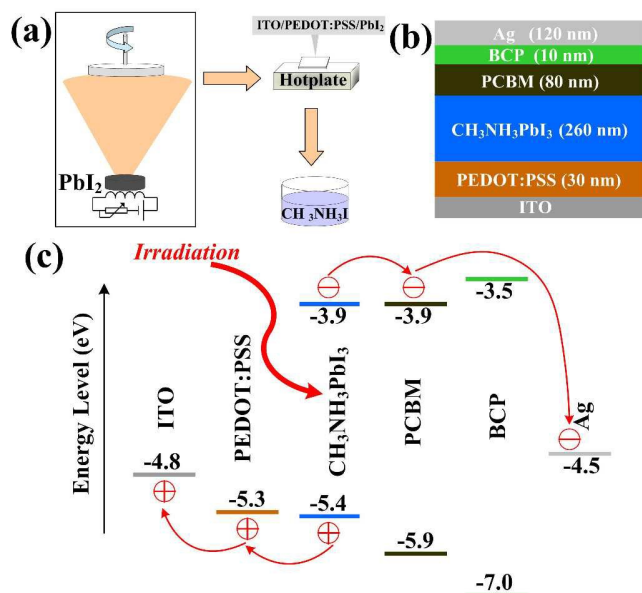 (a)
ITO/PEDOT:PSS/PbI₂
Hotplate
PbI₂
CH ₃NH₃I
(b)
Ag (120 nm)
BCP (10 nm)
PCBM (80 nm)
CH₃NH₃PbI₃ (260 nm)
PEDOT:PSS (30 nm)
ITO
(c)
Irradiation
Energy Level (eV)
ITO
-4.8
PEDOT:PSS
-5.3
CH₃NH₃PbI₃
-3.9
-5.4
PCBM
-3.9
-5.9
BCP
-3.5
-7.0
Ag
-4.5